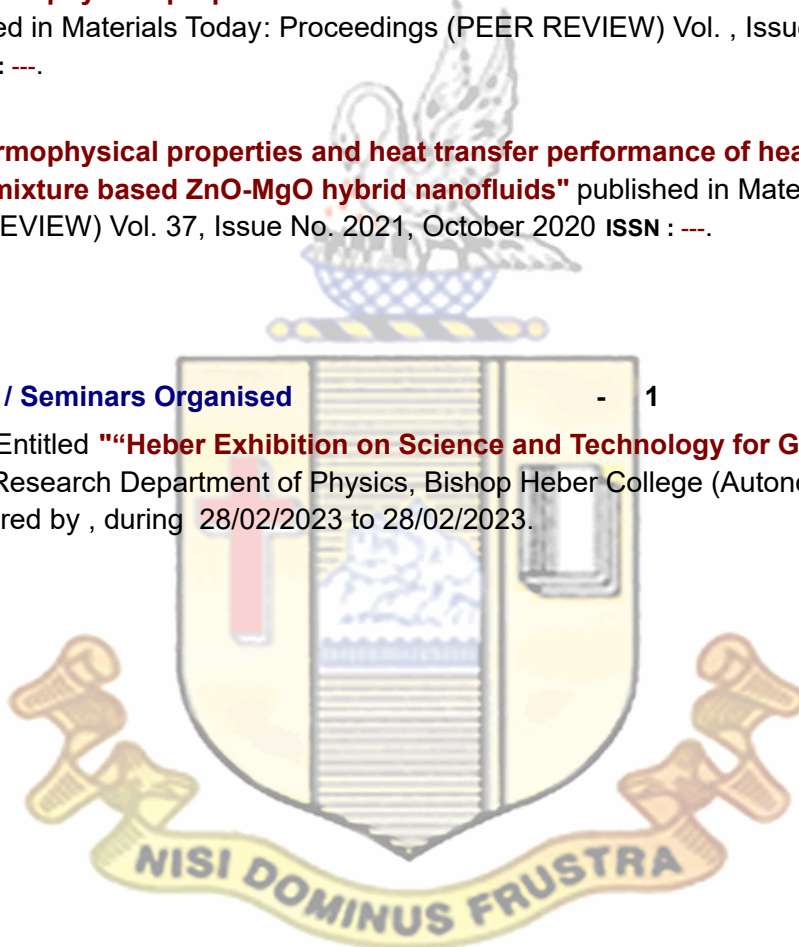 ed in Materials Today: Proceedings (PEER REVIEW) Vol. , Issue
: ---.
rmophysical properties and heat transfer performance of hea
mixture based ZnO-MgO hybrid nanofluids" published in Mate
EVIEW) Vol. 37, Issue No. 2021, October 2020 ISSN : ---.
/ Seminars Organised - 1
Entitled "“Heber Exhibition on Science and Technology for G
Research Department of Physics, Bishop Heber College (Auton
red by , during 28/02/2023 to 28/02/2023.
NISI DOMINUS FRUSTRA